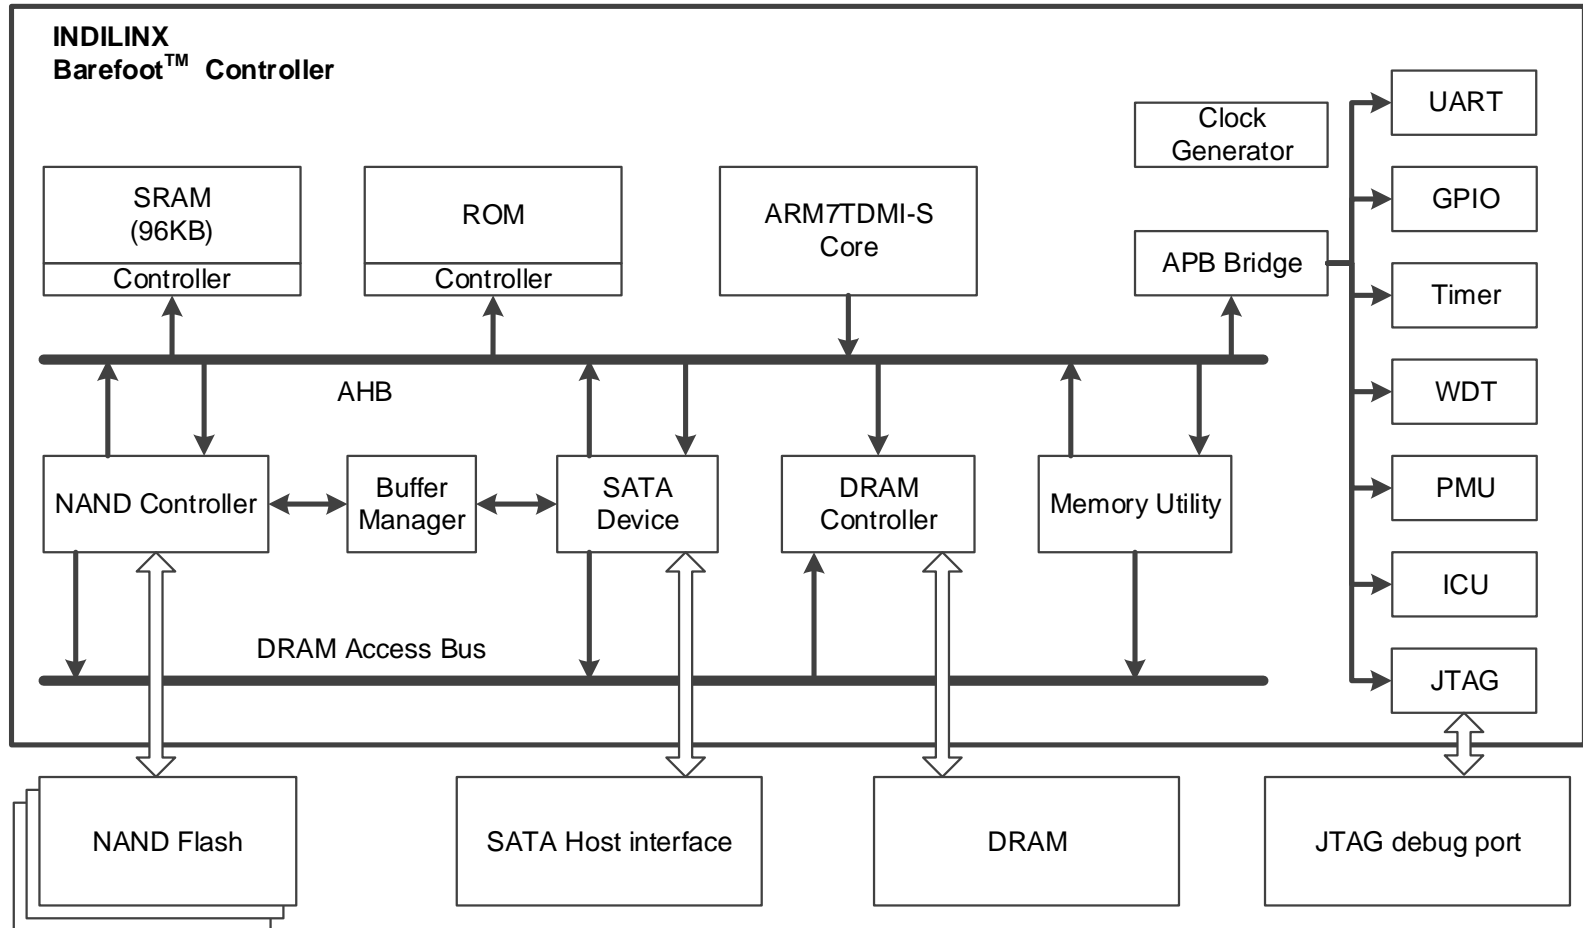 INDILINX
Barefoot™ Controller
UART
Clock
Generator
SRAM
(96KB)
ROM
ARM7TDMI-S
Core
GPIO
APB Bridge
Controller
Controller
Timer
AHB
WDT
NAND Controller
Buffer
Manager
SATA
Device
DRAM
Controller
Memory Utility
PMU
ICU
DRAM Access Bus
JTAG
NAND Flash
SATA Host interface
DRAM
JTAG debug port